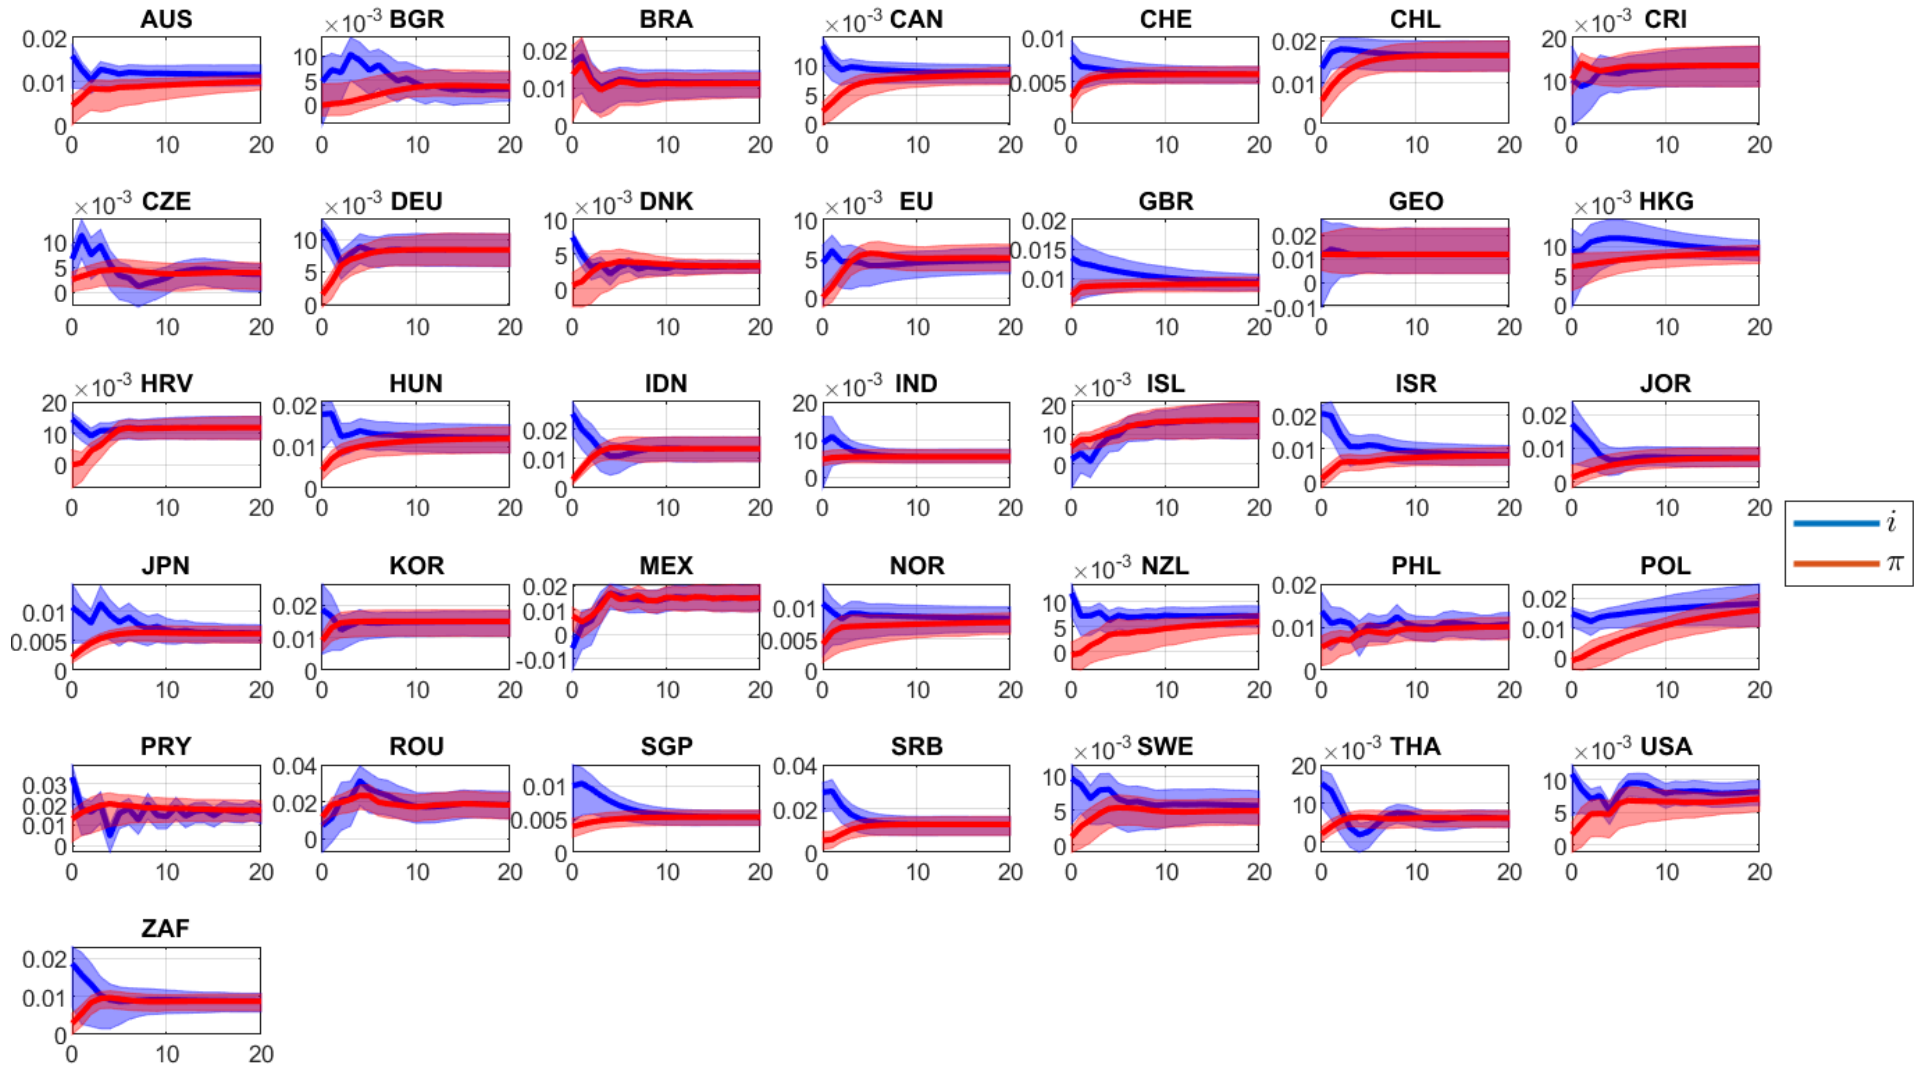 AUS ×10-3 BGR BRA ×10-3 CAN CHE CHL ×10-3 CRI
0.02 0.01 0 0 10 20
10 5 0 0 10 20
0.02 0.01 0 0 10 20
10 5 0 0 10 20
0.01 0.005 0 0 10 20
0.02 0.01 0 0 10 20
20 10 0 0 10 20
×10-3 CZE ×10-3 DEU ×10-3 DNK ×10-3 EU GBR GEO ×10-3 HKG
10 5 0 0 10 20
10 5 0 0 10 20
10 5 0 0 10 20
10 5 0 0 10 20
0.02 0.015 0.01 0 10 20
0.02 0.01 0 -0.01 0 10 20
10 5 0 0 10 20
×10-3 HRV HUN IDN ×10-3 IND ×10-3 ISL ISR JOR
20 10 0 0 10 20
0.02 0.01 0 0 10 20
0.02 0.01 0 0 10 20
20 10 0 0 10 20
20 10 0 0 10 20
0.02 0.01 0 0 10 20
0.02 0.01 0 0 10 20
i
π
JPN KOR MEX NOR ×10-3 NZL PHL POL
0.01 0.005 0 0 10 20
0.02 0.01 0 0 10 20
0.02 0.01 0 -0.01 0 10 20
0.01 0.005 0 0 10 20
10 5 0 0 10 20
0.02 0.01 0 0 10 20
0.02 0.01 0 0 10 20
PRY ROU SGP SRB ×10-3 SWE ×10-3 THA ×10-3 USA
0.03 0.02 0.01 0 0 10 20
0.04 0.02 0 0 10 20
0.01 0.005 0 0 10 20
0.04 0.02 0 0 10 20
10 5 0 0 10 20
20 10 0 0 10 20
10 5 0 0 10 20
ZAF
0.02 0.01 0 0 10 20